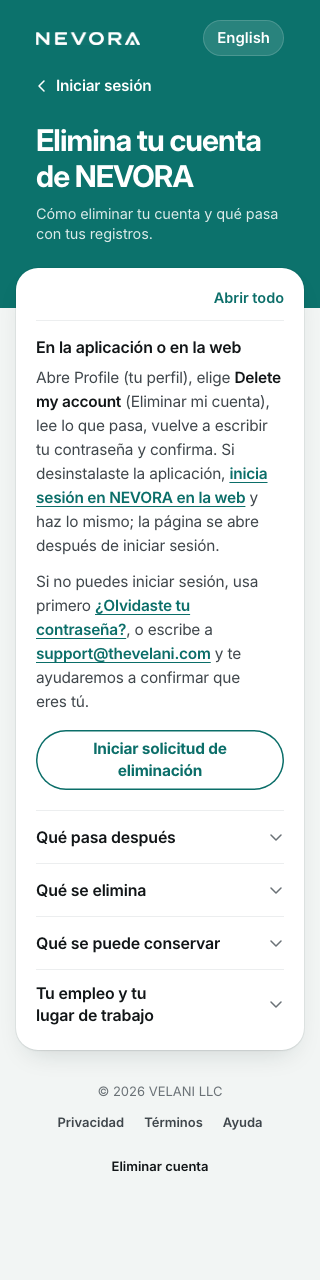 NEVORA
English
Iniciar sesión
Elimina tu cuenta
de NEVORA
Cómo eliminar tu cuenta y qué pasa
con tus registros.
Abrir todo
En la aplicación o en la web
Abre Profile (tu perfil), elige Delete
my account (Eliminar mi cuenta),
lee lo que pasa, vuelve a escribir
tu contraseña y confirma. Si
desinstalaste la aplicación, inicia
sesión en NEVORA en la web y
haz lo mismo; la página se abre
después de iniciar sesión.
Si no puedes iniciar sesión, usa
primero ¿Olvidaste tu
contraseña?, o escribe a
support@thevelani.com y te
ayudaremos a confirmar que
eres tú.
Iniciar solicitud de
eliminación
Qué pasa después
Qué se elimina
Qué se puede conservar
Tu empleo y tu
lugar de trabajo
© 2026 VELANI LLC
Privacidad Términos Ayuda
Eliminar cuenta